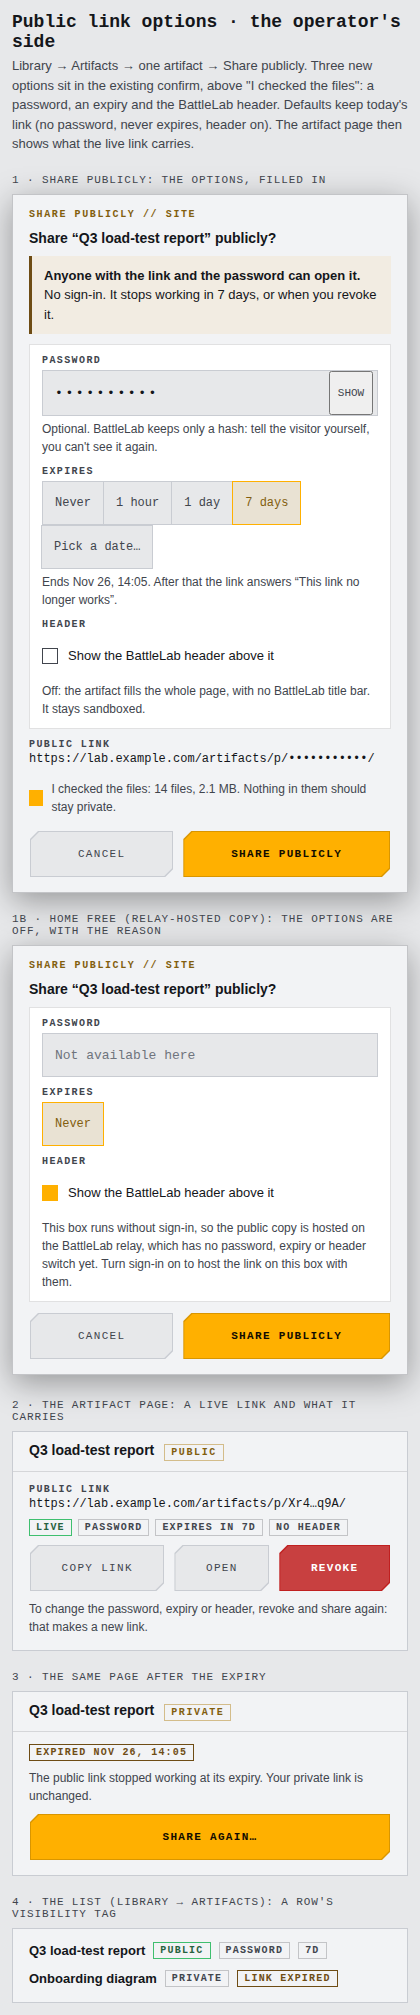 Public link options · the operator's
side
Library → Artifacts → one artifact → Share publicly. Three new
options sit in the existing confirm, above "I checked the files": a
password, an expiry and the BattleLab header. Defaults keep today's
link (no password, never expires, header on). The artifact page then
shows what the live link carries.
1 · SHARE PUBLICLY: THE OPTIONS, FILLED IN
SHARE PUBLICLY // SITE
Share “Q3 load-test report” publicly?
Anyone with the link and the password can open it.
No sign-in. It stops working in 7 days, or when you revoke
it.
PASSWORD
•••••••••• SHOW
Optional. BattleLab keeps only a hash: tell the visitor yourself,
you can't see it again.
EXPIRES
Never 1 hour 1 day 7 days
Pick a date…
Ends Nov 26, 14:05. After that the link answers “This link no
longer works”.
HEADER
Show the BattleLab header above it
Off: the artifact fills the whole page, with no BattleLab title bar.
It stays sandboxed.
PUBLIC LINK
https://lab.example.com/artifacts/p/•••••••••••/
I checked the files: 14 files, 2.1 MB. Nothing in them should
stay private.
CANCEL SHARE PUBLICLY
1B · HOME FREE (RELAY-HOSTED COPY): THE OPTIONS ARE
OFF, WITH THE REASON
SHARE PUBLICLY // SITE
Share “Q3 load-test report” publicly?
PASSWORD
Not available here
EXPIRES
Never
HEADER
Show the BattleLab header above it
This box runs without sign-in, so the public copy is hosted on
the BattleLab relay, which has no password, expiry or header
switch yet. Turn sign-in on to host the link on this box with
them.
CANCEL SHARE PUBLICLY
2 · THE ARTIFACT PAGE: A LIVE LINK AND WHAT IT
CARRIES
Q3 load-test report PUBLIC
PUBLIC LINK
https://lab.example.com/artifacts/p/Xr4…q9A/
LIVE PASSWORD EXPIRES IN 7D NO HEADER
COPY LINK OPEN REVOKE
To change the password, expiry or header, revoke and share again:
that makes a new link.
3 · THE SAME PAGE AFTER THE EXPIRY
Q3 load-test report PRIVATE
EXPIRED NOV 26, 14:05
The public link stopped working at its expiry. Your private link is
unchanged.
SHARE AGAIN…
4 · THE LIST (LIBRARY → ARTIFACTS): A ROW'S
VISIBILITY TAG
Q3 load-test report PUBLIC PASSWORD 7D
Onboarding diagram PRIVATE LINK EXPIRED